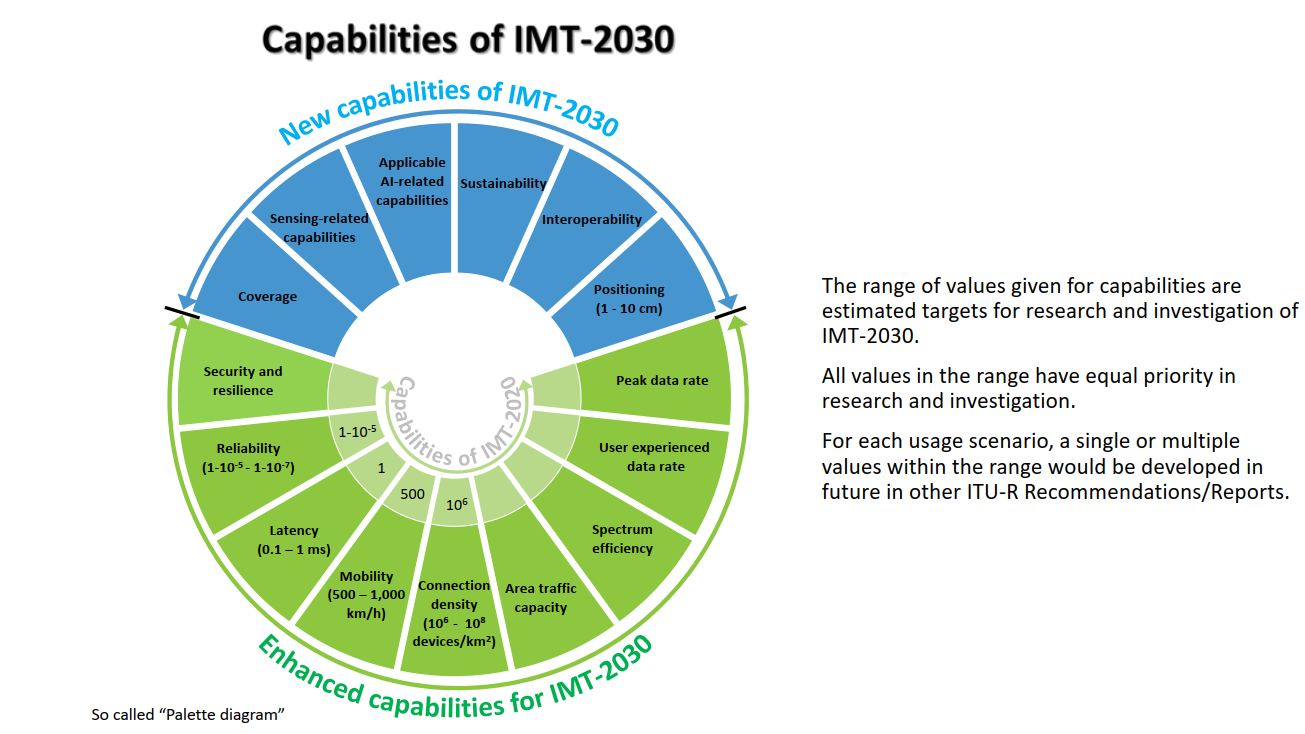 Capabilities of IMT-2030
New capabilities of IMT-2030
Applicable
AI-related
capabilities
Sustainability
Sensing-related
capabilities
Interoperability
Coverage
Positioning
(1 - 10 cm)
Security and
resilience
Peak data rate
Capabilities of IMT-2020
1-10⁻⁵
1
500
10⁶
Reliability
(1-10⁻⁵ - 1-10⁻⁷)
User experienced
data rate
Latency
(0.1 – 1 ms)
Spectrum
efficiency
Mobility
(500 – 1,000
km/h)
Connection
density
(10⁶ - 10⁸
devices/km²)
Area traffic
capacity
Enhanced capabilities for IMT-2030
The range of values given for capabilities are
estimated targets for research and investigation of
IMT-2030.
All values in the range have equal priority in
research and investigation.
For each usage scenario, a single or multiple
values within the range would be developed in
future in other ITU-R Recommendations/Reports.
So called “Palette diagram”